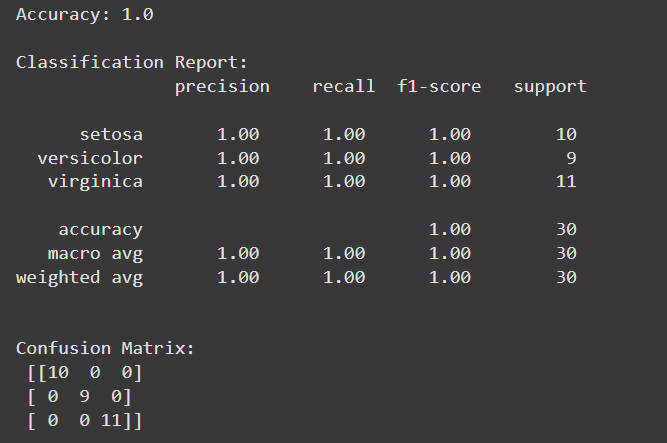 Accuracy: 1.0
Classification Report:
precision recall f1-score support
setosa 1.00 1.00 1.00 10
versicolor 1.00 1.00 1.00 9
virginica 1.00 1.00 1.00 11
accuracy 1.00 30
macro avg 1.00 1.00 1.00 30
weighted avg 1.00 1.00 1.00 30
Confusion Matrix:
[[10 0 0]
[ 0 9 0]
[ 0 0 11]]